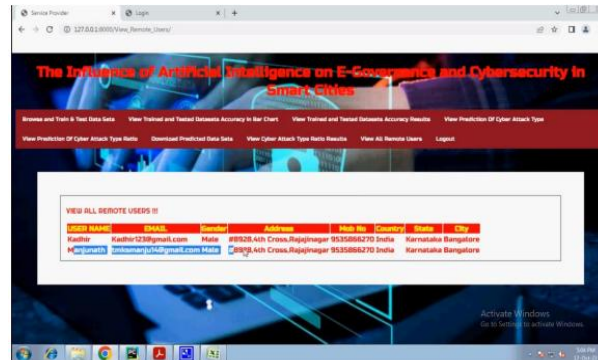 Service Provider
Login
127.0.0.1:8000/View_Remote_Users/
The Influence of Artificial Intelligence on E-Governance and Cybersecurity in
Smart Cities
Browse and Train & Test Data Sets View Trained and Tested Datasets Accuracy in Bar Chart View Trained and Tested Datasets Accuracy Results View Prediction Of Cyber Attack Type
View Prediction Of Cyber Attack Type Ratio Download Predicted Data Sets View Cyber Attack Type Ratio Results View All Remote Users Logout
VIEW ALL REMOTE USERS !!!
USER NAME EMAIL Gender Address Mob No Country State City
Kadhir Kadhir123@gmail.com Male #8928,4th Cross,Rajajinagar 9535866270 India Karnataka Bangalore
Manjunath tmksmanju14@gmail.com Male #8928,4th Cross,Rajajinagar 9535866270 India Karnataka Bangalore
Activate Windows
Go to Settings to activate Windows.